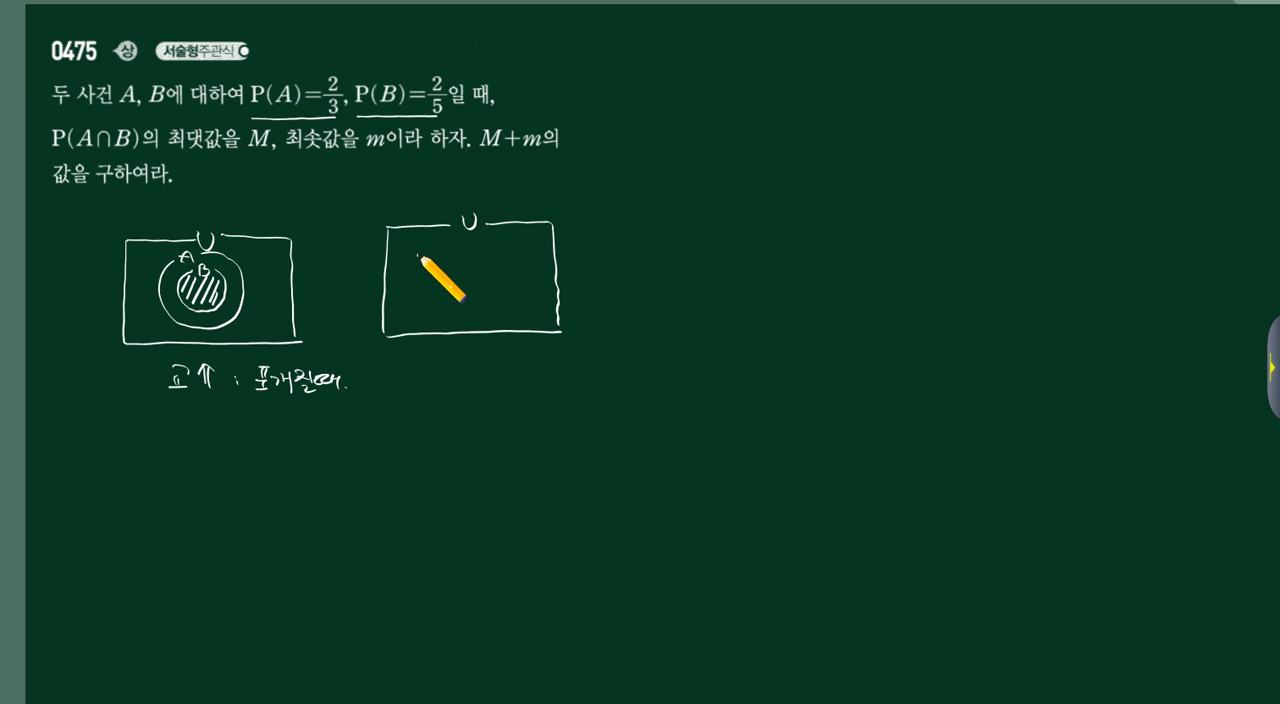 0475 상 서술형주관식
두 사건 A, B에 대하여 P(A)=2/3, P(B)=2/5일 때,
P(A∩B)의 최댓값을 M, 최솟값을 m이라 하자. M+m의
값을 구하여라.
U
U
A
B
교⇑ : 포개질때.